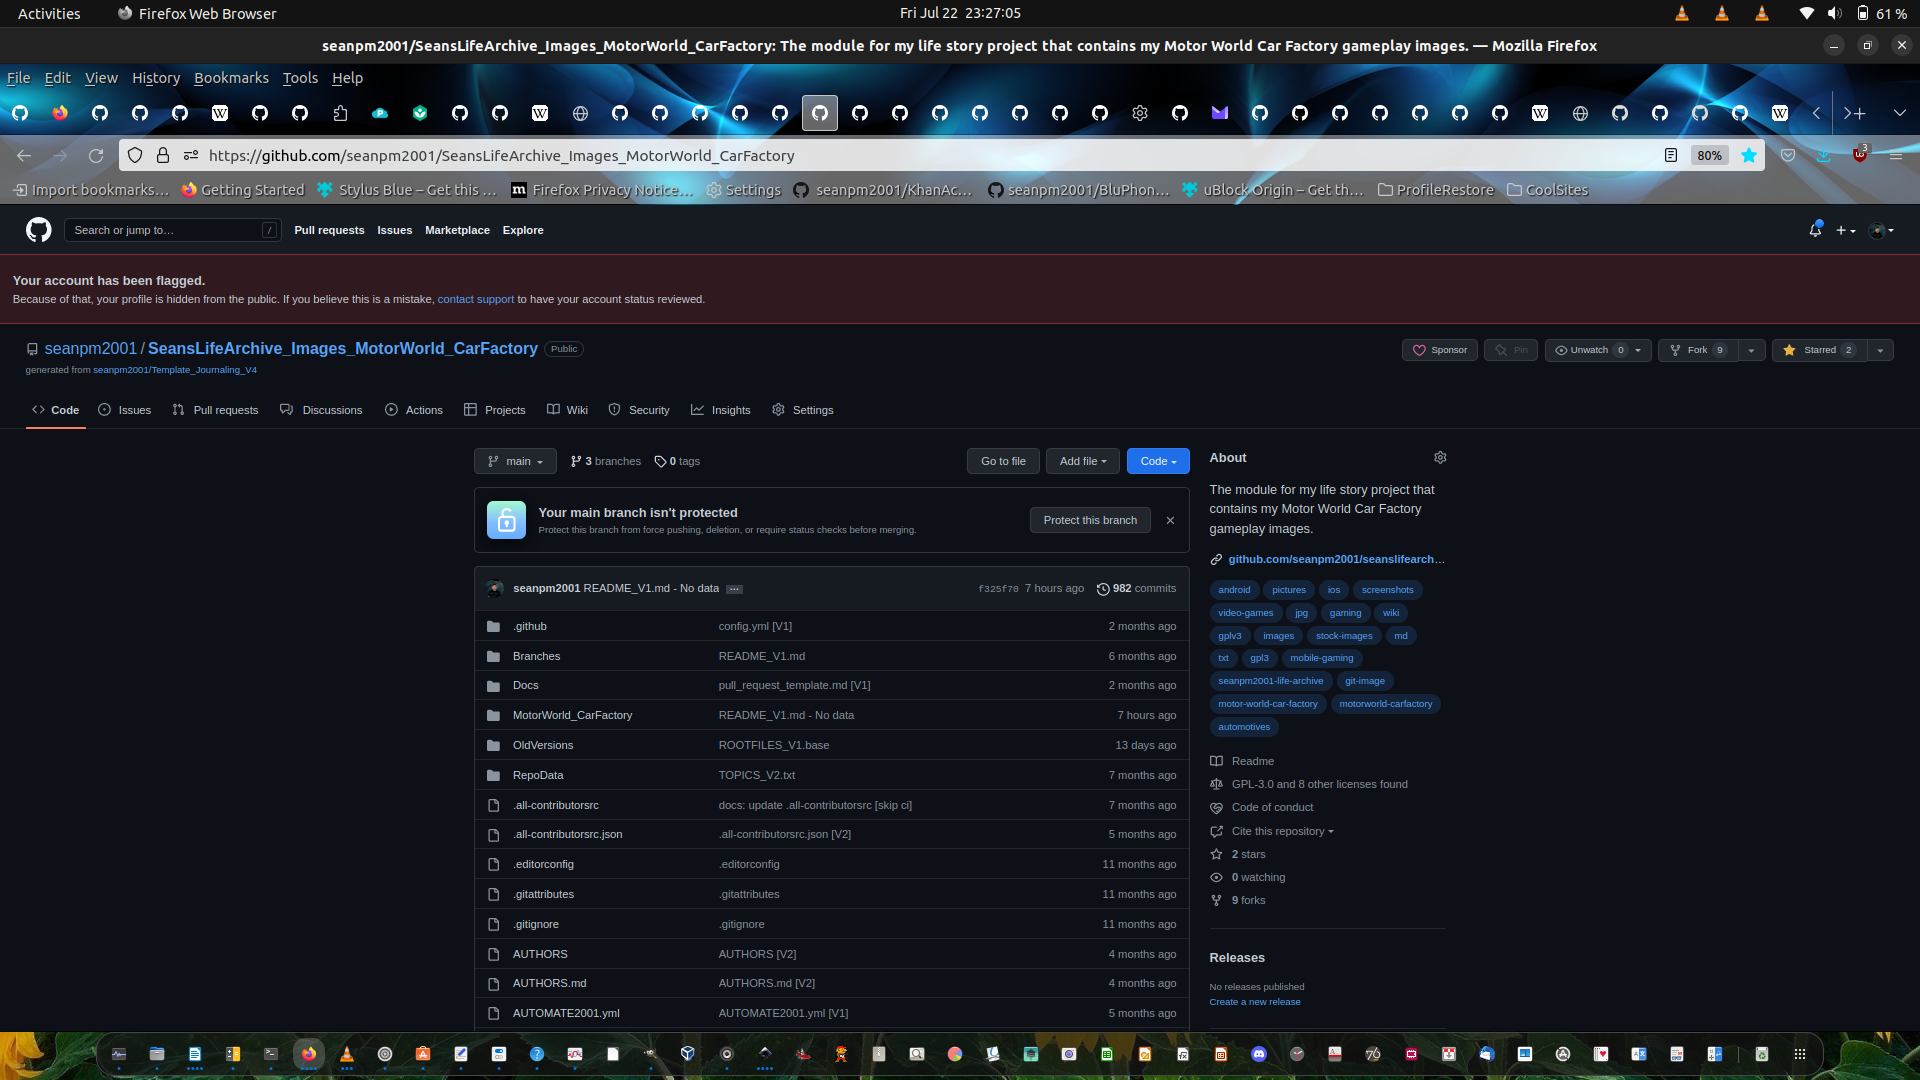 Activities Firefox Web Browser Fri Jul 22 23:27:05 61 %
seanpm2001/SeansLifeArchive_Images_MotorWorld_CarFactory: The module for my life story project that contains my Motor World Car Factory gameplay images. — Mozilla Firefox
File Edit View History Bookmarks Tools Help
https://github.com/seanpm2001/SeansLifeArchive_Images_MotorWorld_CarFactory 80% 3
Import bookmarks… Getting Started Stylus Blue – Get this … Firefox Privacy Notice… Settings seanpm2001/KhanAc… seanpm2001/BluPhon… uBlock Origin – Get th… ProfileRestore CoolSites
Search or jump to… / Pull requests Issues Marketplace Explore
Your account has been flagged.
Because of that, your profile is hidden from the public. If you believe this is a mistake, contact support to have your account status reviewed.
seanpm2001 / SeansLifeArchive_Images_MotorWorld_CarFactory Public Sponsor Pin Unwatch 0 Fork 9 Starred 2
generated from seanpm2001/Template_Journaling_V4
Code Issues Pull requests Discussions Actions Projects Wiki Security Insights Settings
main 3 branches 0 tags Go to file Add file Code
Your main branch isn't protected
Protect this branch from force pushing, deletion, or require status checks before merging.
Protect this branch
seanpm2001 README_V1.md - No data … f325f70 7 hours ago 982 commits
.github config.yml [V1] 2 months ago
Branches README_V1.md 6 months ago
Docs pull_request_template.md [V1] 2 months ago
MotorWorld_CarFactory README_V1.md - No data 7 hours ago
OldVersions ROOTFILES_V1.base 13 days ago
RepoData TOPICS_V2.txt 7 months ago
.all-contributorsrc docs: update .all-contributorsrc [skip ci] 7 months ago
.all-contributorsrc.json .all-contributorsrc.json [V2] 5 months ago
.editorconfig .editorconfig 11 months ago
.gitattributes .gitattributes 11 months ago
.gitignore .gitignore 11 months ago
AUTHORS AUTHORS [V2] 4 months ago
AUTHORS.md AUTHORS.md [V2] 4 months ago
AUTOMATE2001.yml AUTOMATE2001.yml [V1] 5 months ago
About
The module for my life story project that
contains my Motor World Car Factory
gameplay images.
github.com/seanpm2001/seanslifearch…
android pictures ios screenshots
video-games jpg gaming wiki
gplv3 images stock-images md
txt gpl3 mobile-gaming
seanpm2001-life-archive git-image
motor-world-car-factory motorworld-carfactory
automotives
Readme
GPL-3.0 and 8 other licenses found
Code of conduct
Cite this repository
2 stars
0 watching
9 forks
Releases
No releases published
Create a new release